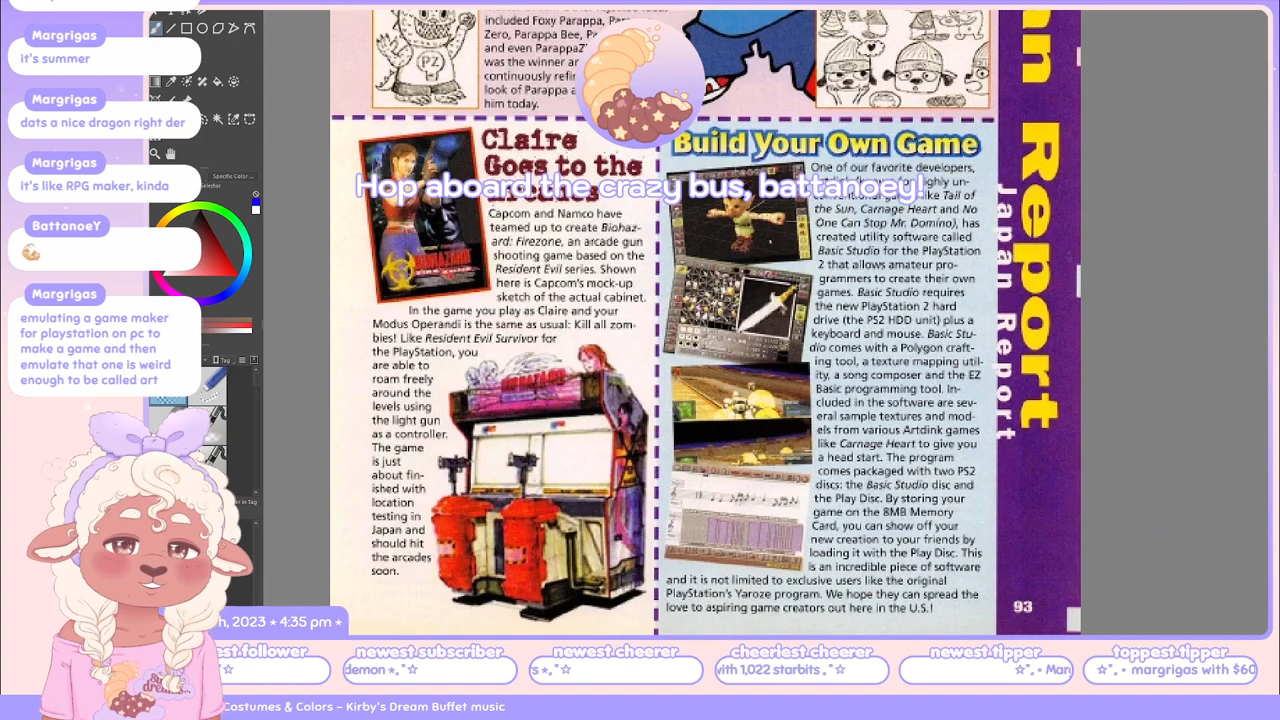 Margrigas
it's summer
Margrigas
dats a nice dragon right der
Margrigas
it's like RPG maker, kinda
BattanoeY
Margrigas
emulating a game maker
for playstation on pc to
make a game and then
emulate that one is weird
enough to be called art
Specific Color ...
Tag
included Foxy Parappa,
Zero, Parappa Bee,
and even ParappaZ
was the winner
continuously
look of Parappa
him today.
PZ
Hop aboard the crazy bus, battanoey!
Claire
Goes to the
Capcom and Namco have
teamed up to create Biohaz-
ard: Firezone, an arcade gun
shooting game based on the
Resident Evil series. Shown
here is Capcom's mock-up
sketch of the actual cabinet.
In the game you play as Claire and your
Modus Operandi is the same as usual: Kill all zom-
bies! Like Resident Evil Survivor for
the PlayStation, you
are able to
roam freely
around the
levels using
the light gun
as a controller.
The game
is just
about fin-
ished with
location
testing in
Japan and
should hit
the arcades
soon.
Build Your Own Game
One of our favorite developers,
like Tail of
the Sun, Carnage Heart and No
One Can Stop Mr. Domino), has
created utility software called
Basic Studio for the PlayStation
2 that allows amateur pro-
grammers to create their own
games. Basic Studio requires
the new PlayStation 2 hard
drive (the PS2 HDD unit) plus a
keyboard and mouse. Basic Stu-
dio comes with a Polygon craft-
ing tool, a texture mapping util-
ity, a song composer and the EZ
Basic programming tool. In-
cluded in the software are sev-
eral sample textures and mod-
els from various Artdink games
like Carnage Heart to give you
a head start. The program
comes packaged with two PS2
discs: the Basic Studio disc and
the Play Disc. By storing your
game on the 8MB Memory
Card, you can show off your
new creation to your friends by
loading it with the Play Disc. This
is an incredible piece of software
and it is not limited to exclusive users like the original
PlayStation's Yaroze program. We hope they can spread the
love to aspiring game creators out here in the U.S.!
an Report
Japan Report
93
h, 2023 ⋆ 4:35 pm ⋆
est follower
newest subscriber
demon ⋆,"☆
newest cheerer
's ⋆,"☆
cheeriest cheerer
with 1,022 starbits ,"☆
newest tipper
☆", ⋆ Mar
toppest tipper
☆", ⋆ margrigas with $60
Costumes & Colors – Kirby's Dream Buffet music